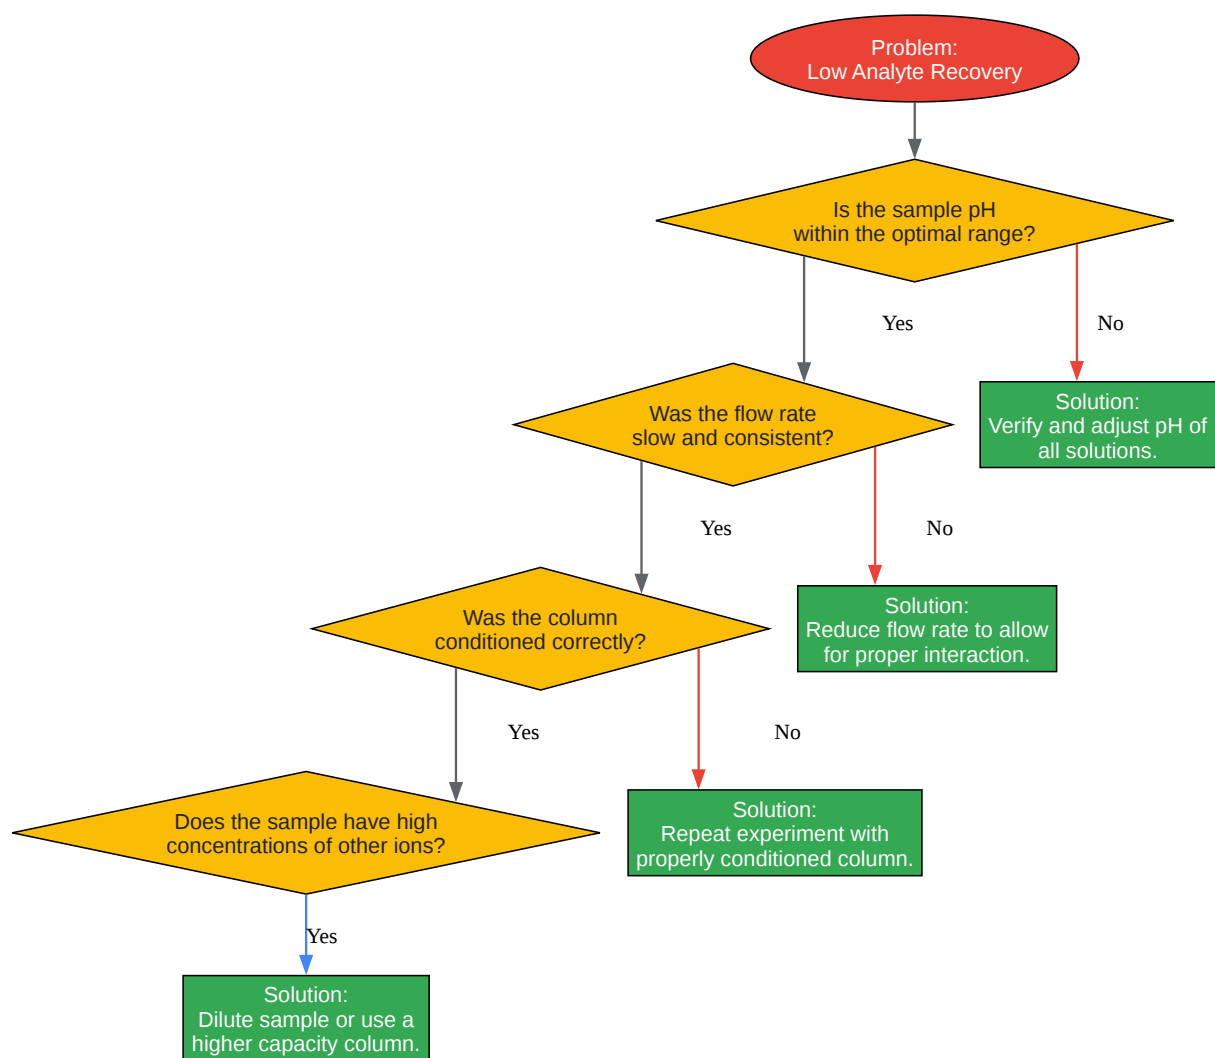 Problem:
Low Analyte Recovery
Is the sample pH
within the optimal range?
Yes
No
Was the flow rate
slow and consistent?
Solution:
Verify and adjust pH of
all solutions.
Yes
No
Was the column
conditioned correctly?
Solution:
Reduce flow rate to allow
for proper interaction.
Yes
No
Does the sample have high
concentrations of other ions?
Solution:
Repeat experiment with
properly conditioned column.
Yes
Solution:
Dilute sample or use a
higher capacity column.